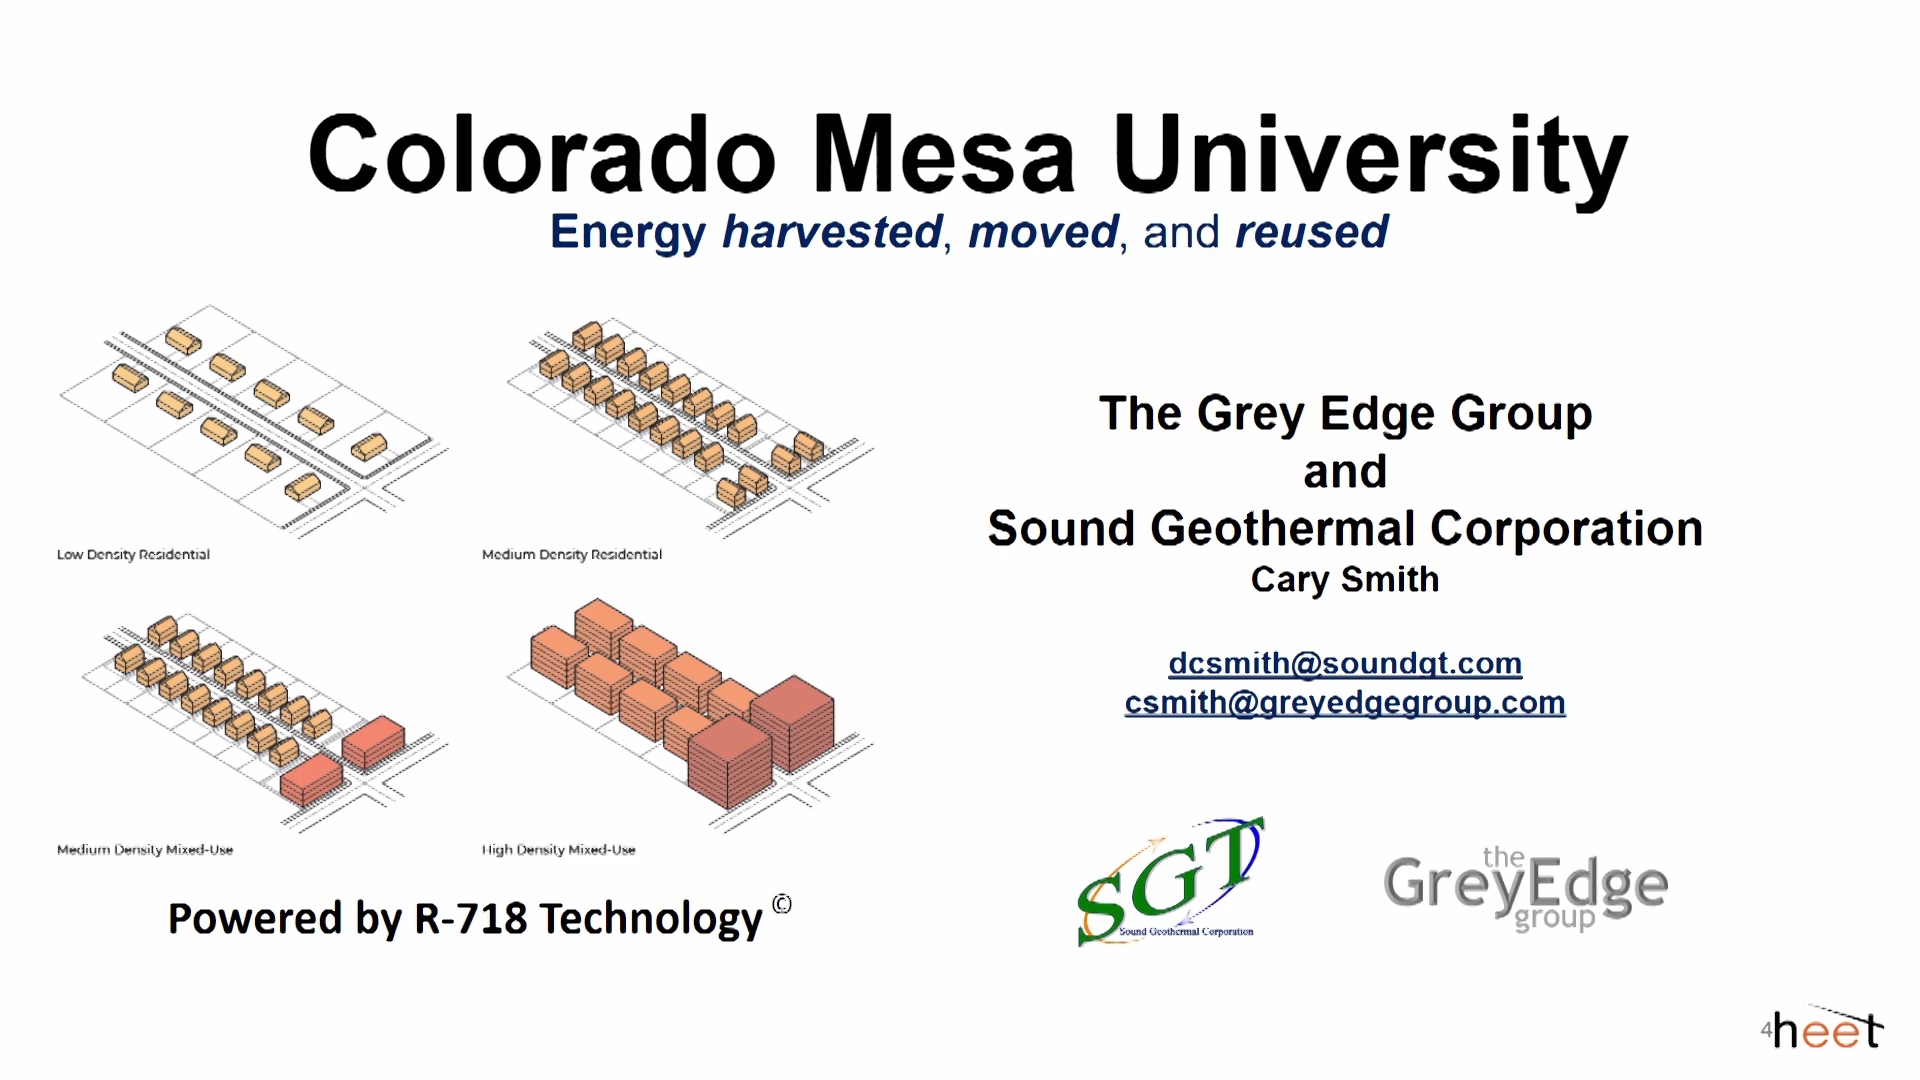 Colorado Mesa University
Energy harvested, moved, and reused
Low Density Residential
Medium Density Residential
Medium Density Mixed-Use
High Density Mixed-Use
Powered by R-718 Technology ©
The Grey Edge Group
and
Sound Geothermal Corporation
Cary Smith
dcsmith@soundgt.com
csmith@greyedgegroup.com
SGT
Sound Geothermal Corporation
the
GreyEdge
group
4
heet